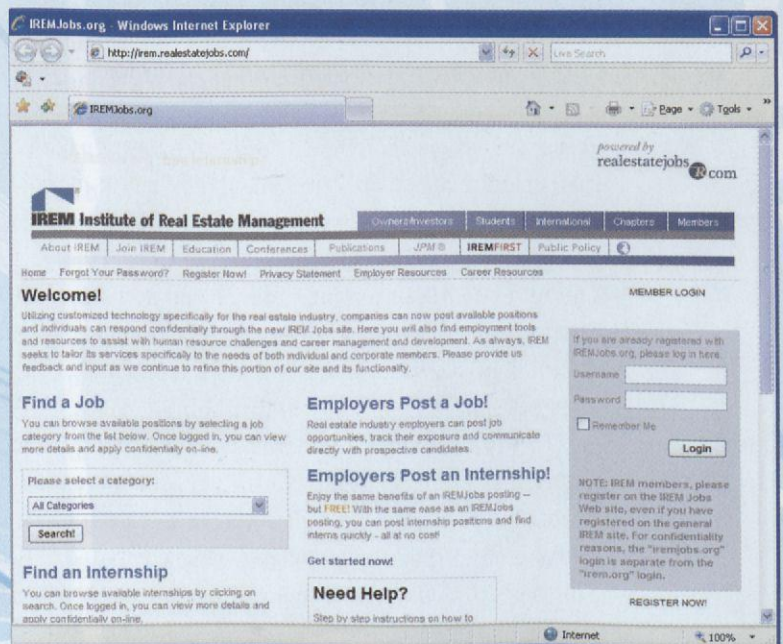 IREMJobs.org - Windows Internet Explorer
http://irem.realestatejobs.com/
Live Search
IREMJobs.org
Page
Tools
powered by
realestatejobs R com
IREM Institute of Real Estate Management
Owners/Investors Students International Chapters Members
About IREM Join IREM Education Conferences Publications JPM® IREMFIRST Public Policy
Home Forgot Your Password? Register Now! Privacy Statement Employer Resources Career Resources
Welcome!
Utilizing customized technology specifically for the real estate industry, companies can now post available positions
and individuals can respond confidentially through the new IREM Jobs site. Here you will also find employment tools
and resources to assist with human resource challenges and career management and development. As always, IREM
seeks to tailor its services specifically to the needs of both individual and corporate members. Please provide us
feedback and input as we continue to refine this portion of our site and its functionality.
Find a Job
You can browse available positions by selecting a job
category from the list below. Once logged in, you can view
more details and apply confidentially on-line.
Please select a category:
All Categories
Search!
Find an Internship
You can browse available internships by clicking on
search. Once logged in, you can view more details and
apply confidentially on-line.
Employers Post a Job!
Real estate industry employers can post job
opportunities, track their exposure and communicate
directly with prospective candidates.
Employers Post an Internship!
Enjoy the same benefits of an IREMJobs posting –
but FREE! With the same ease as an IREMJobs
posting, you can post internship positions and find
interns quickly - all at no cost!
Get started now!
Need Help?
Step by step instructions on how to
MEMBER LOGIN
If you are already registered with
IREMJobs.org, please log in here.
Username
Password
Remember Me
Login
NOTE: IREM members, please
register on the IREM Jobs
Web site, even if you have
registered on the general
IREM site. For confidentiality
reasons, the "iremjobs.org"
login is separate from the
"irem.org" login.
REGISTER NOW!
Internet
100%